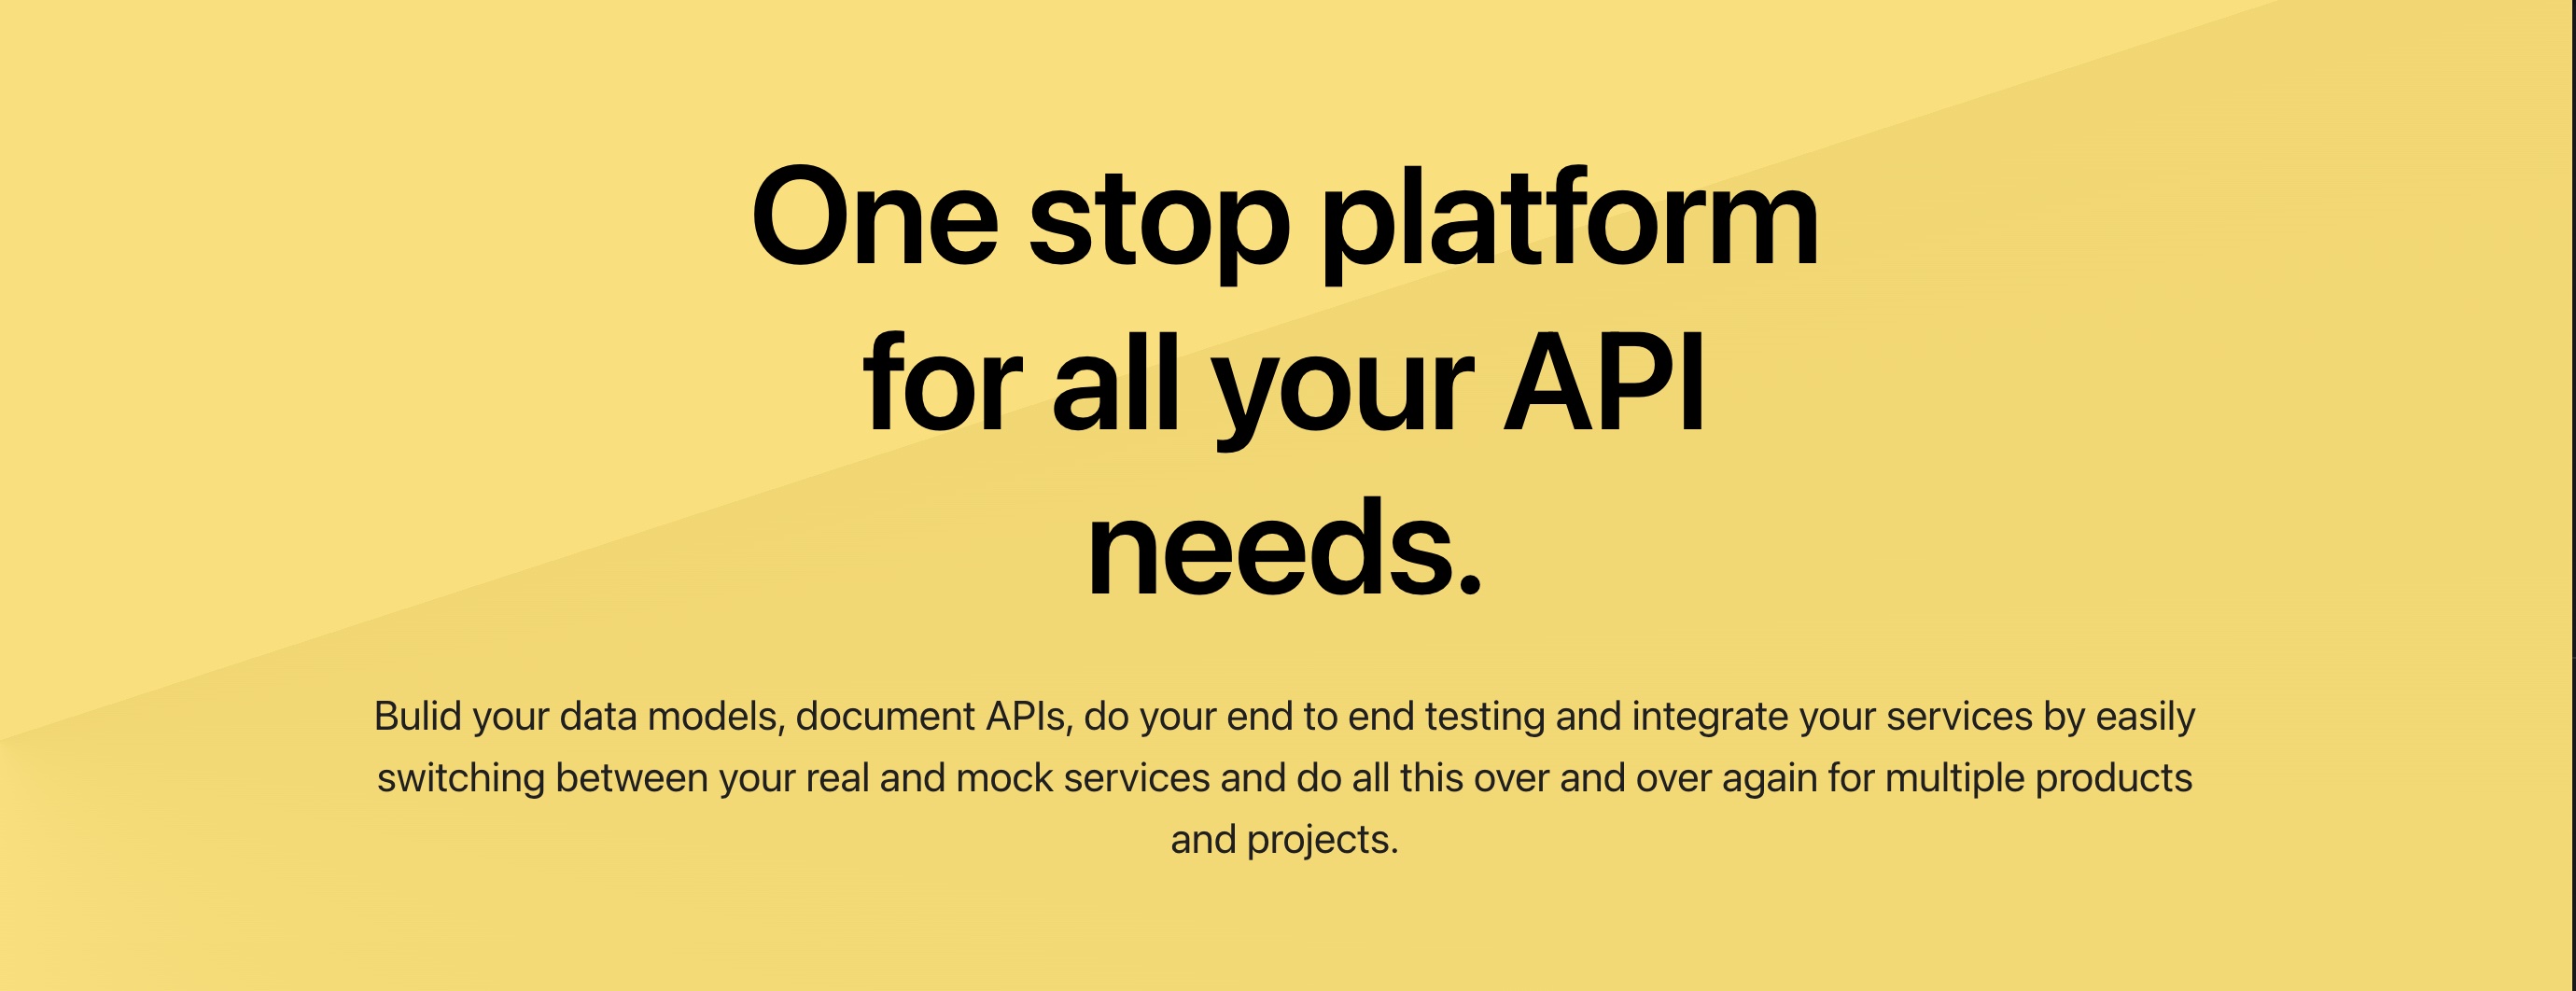 One stop platform
for all your API
needs.
Bulid your data models, document APIs, do your end to end testing and integrate your services by easily
switching between your real and mock services and do all this over and over again for multiple products
and projects.